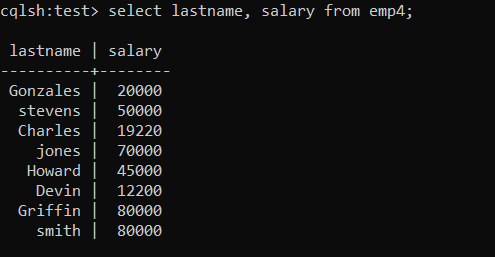 cqlsh:test> select lastname, salary from emp4;
lastname | salary
----------+--------
Gonzales | 20000
stevens | 50000
Charles | 19220
jones | 70000
Howard | 45000
Devin | 12200
Griffin | 80000
smith | 80000